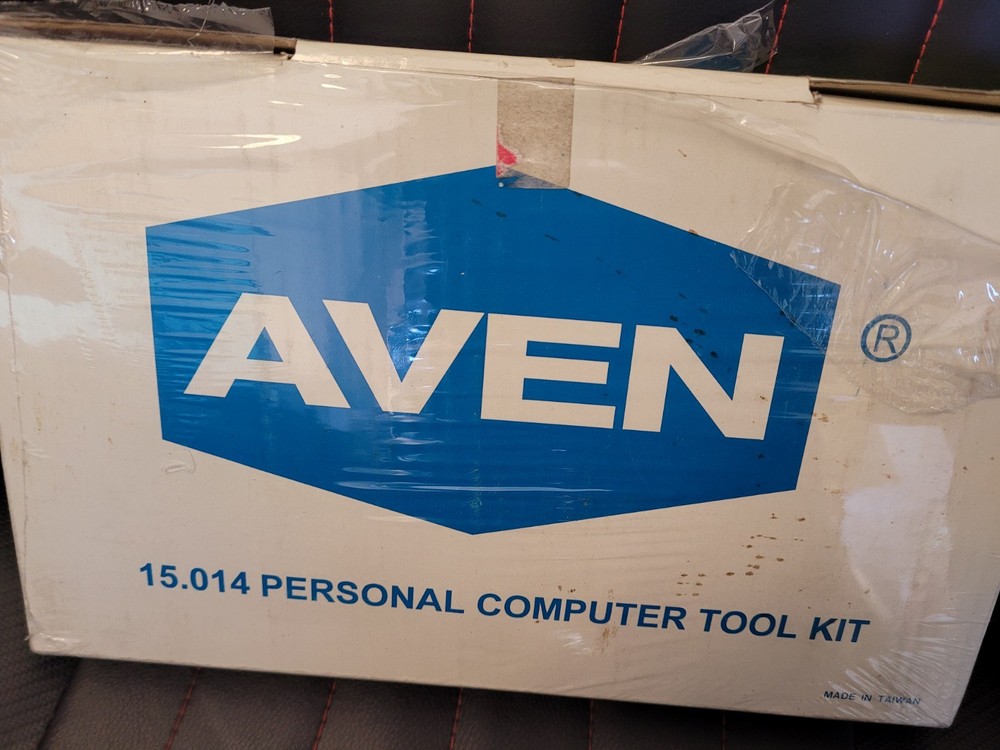 AVEN
®
15.014 PERSONAL COMPUTER TOOL KIT
MADE IN TAIWAN